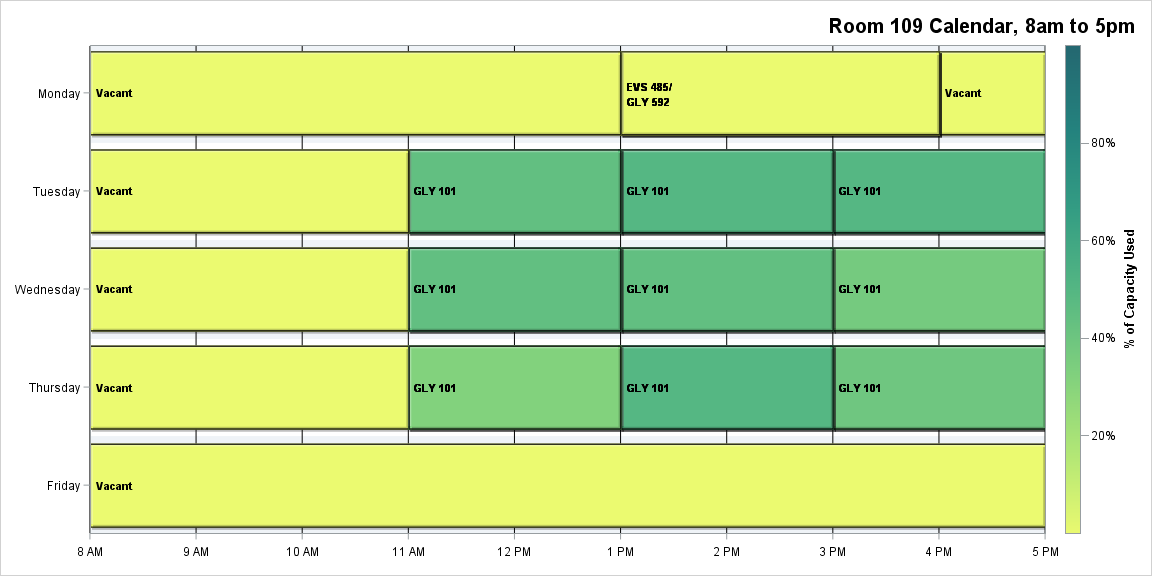 Room 109 Calendar, 8am to 5pm
Monday
Vacant
EVS 485/
GLY 592
Vacant
Tuesday
Vacant
GLY 101
GLY 101
GLY 101
Wednesday
Vacant
GLY 101
GLY 101
GLY 101
Thursday
Vacant
GLY 101
GLY 101
GLY 101
Friday
Vacant
8 AM
9 AM
10 AM
11 AM
12 PM
1 PM
2 PM
3 PM
4 PM
5 PM
80%
60%
40%
20%
% of Capacity Used